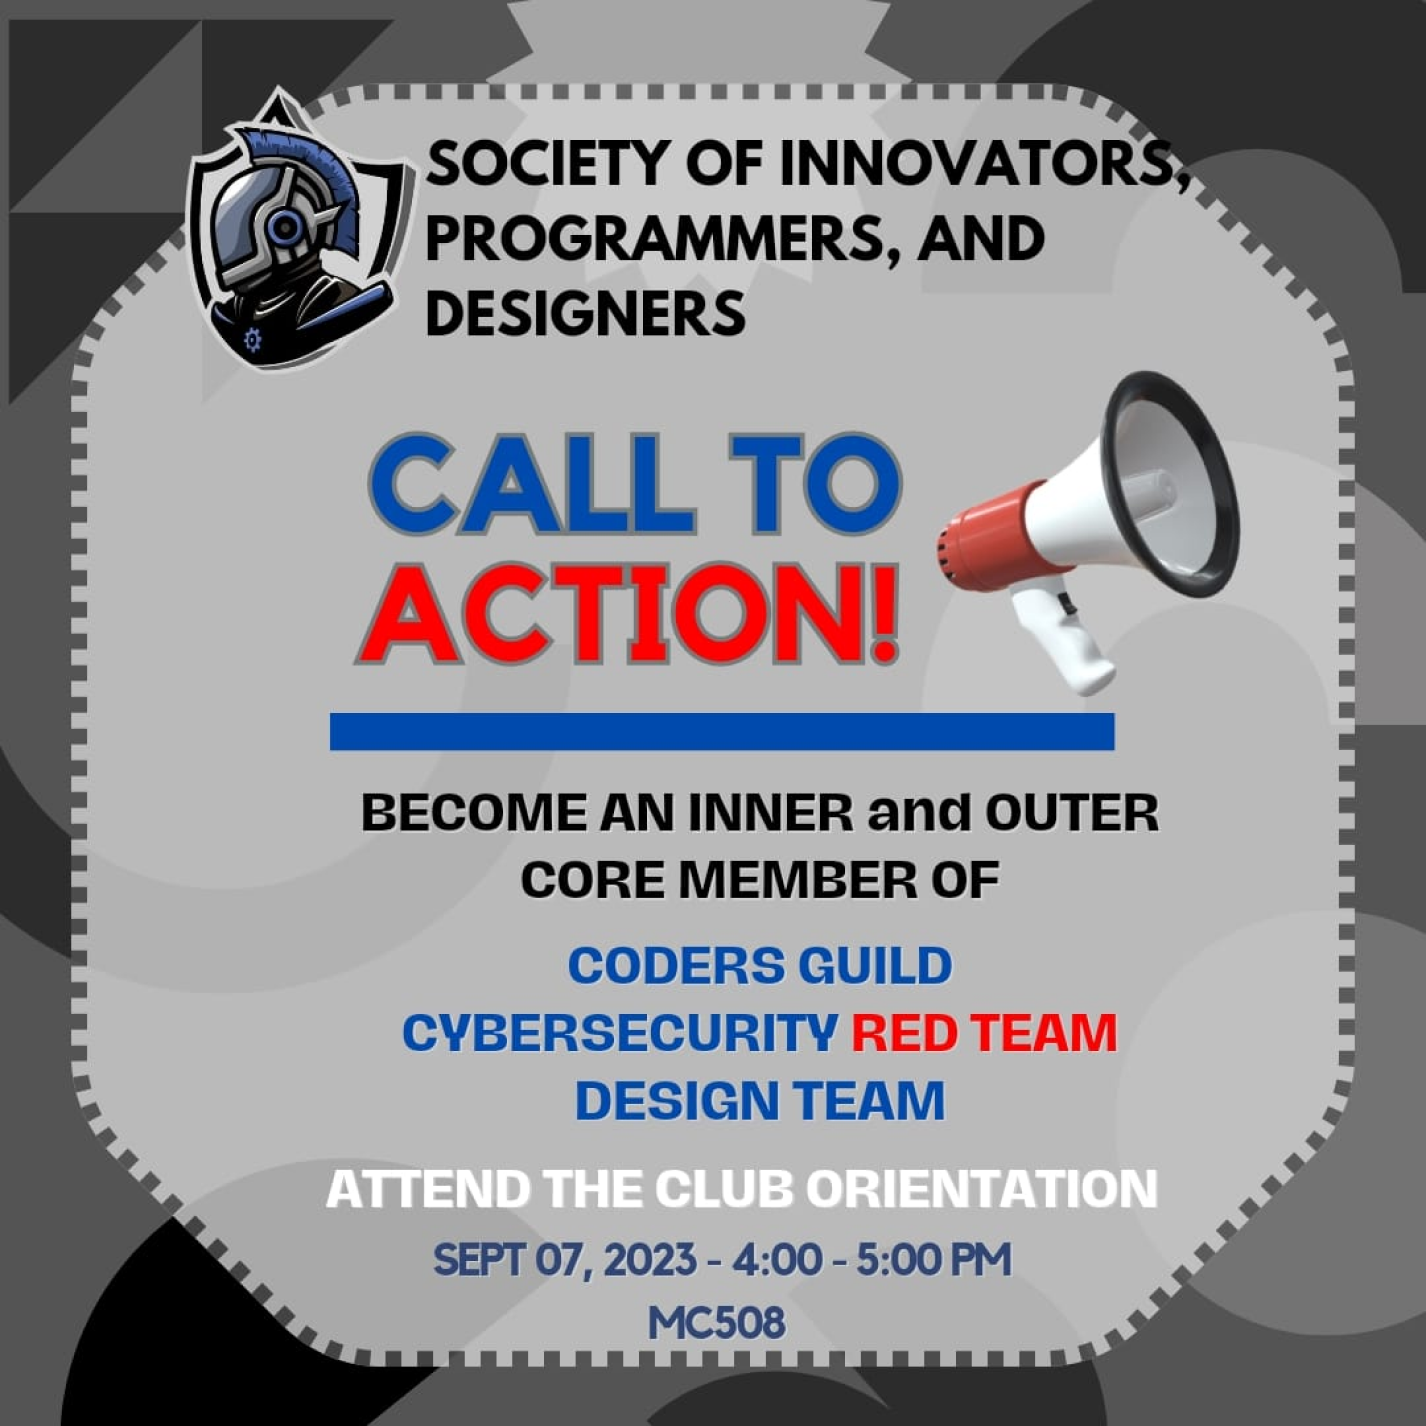 SOCIETY OF INNOVATORS,
PROGRAMMERS, AND
DESIGNERS
CALL TO
ACTION!
BECOME AN INNER and OUTER
CORE MEMBER OF
CODERS GUILD
CYBERSECURITY RED TEAM
DESIGN TEAM
ATTEND THE CLUB ORIENTATION
SEPT 07, 2023 - 4:00 - 5:00 PM
MC508